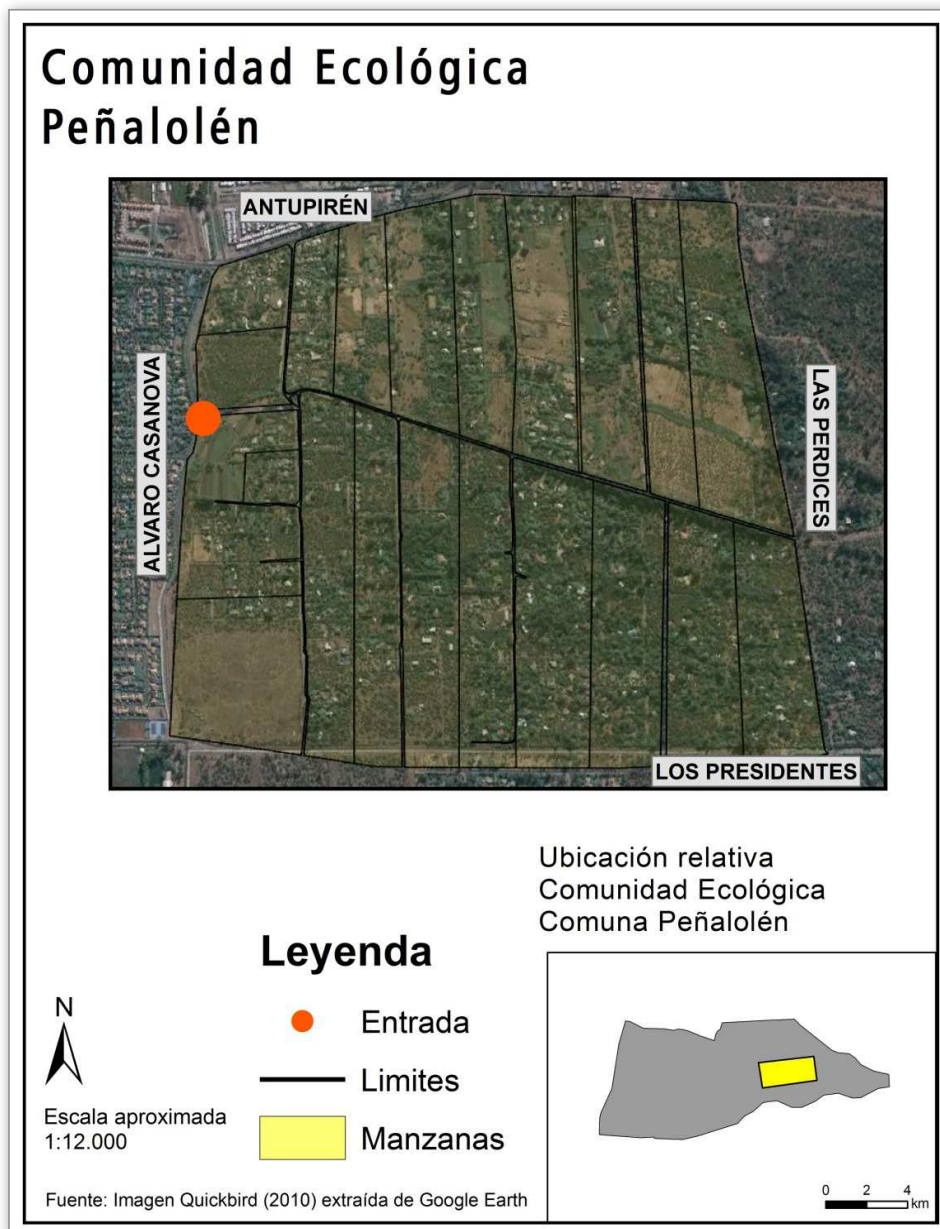 Comunidad Ecológica
Peñalolén
ANTUPIRÉN
ALVARO CASANOVA
LAS PERDICES
LOS PRESIDENTES
Ubicación relativa
Comunidad Ecológica
Comuna Peñalolén
Leyenda
N
Entrada
Limites
Manzanas
Escala aproximada
1:12.000
Fuente: Imagen Quickbird (2010) extraída de Google Earth
0 2 4
km